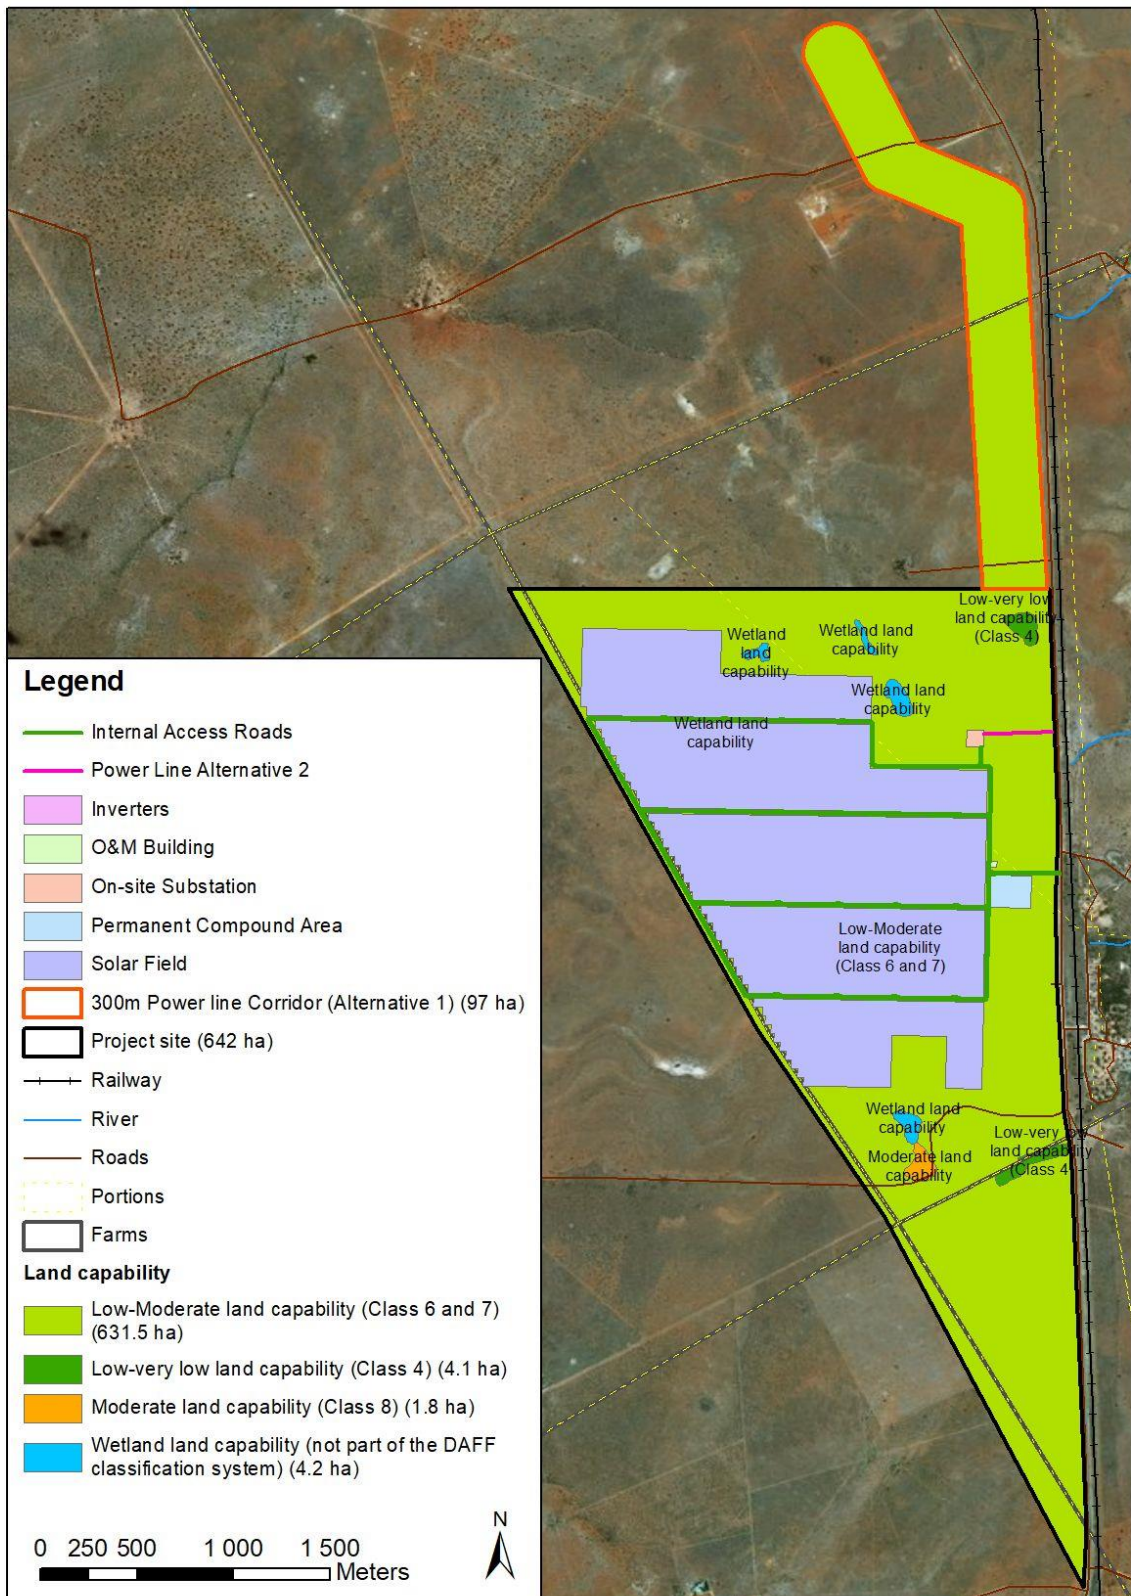 Low-very low
land capability
(Class 4)
Wetland
land
capability
Wetland land
capability
Wetland land
capability
Wetland land
capability
Low-Moderate
land capability
(Class 6 and 7)
Wetland land
capability
Moderate land
capability
Low-very low
land capability
(Class 4)
Legend
Internal Access Roads
Power Line Alternative 2
Inverters
O&M Building
On-site Substation
Permanent Compound Area
Solar Field
300m Power line Corridor (Alternative 1) (97 ha)
Project site (642 ha)
Railway
River
Roads
Portions
Farms
Land capability
Low-Moderate land capability (Class 6 and 7)
(631.5 ha)
Low-very low land capability (Class 4) (4.1 ha)
Moderate land capability (Class 8) (1.8 ha)
Wetland land capability (not part of the DAFF
classification system) (4.2 ha)
N
0 250 500 1 000 1 500
Meters